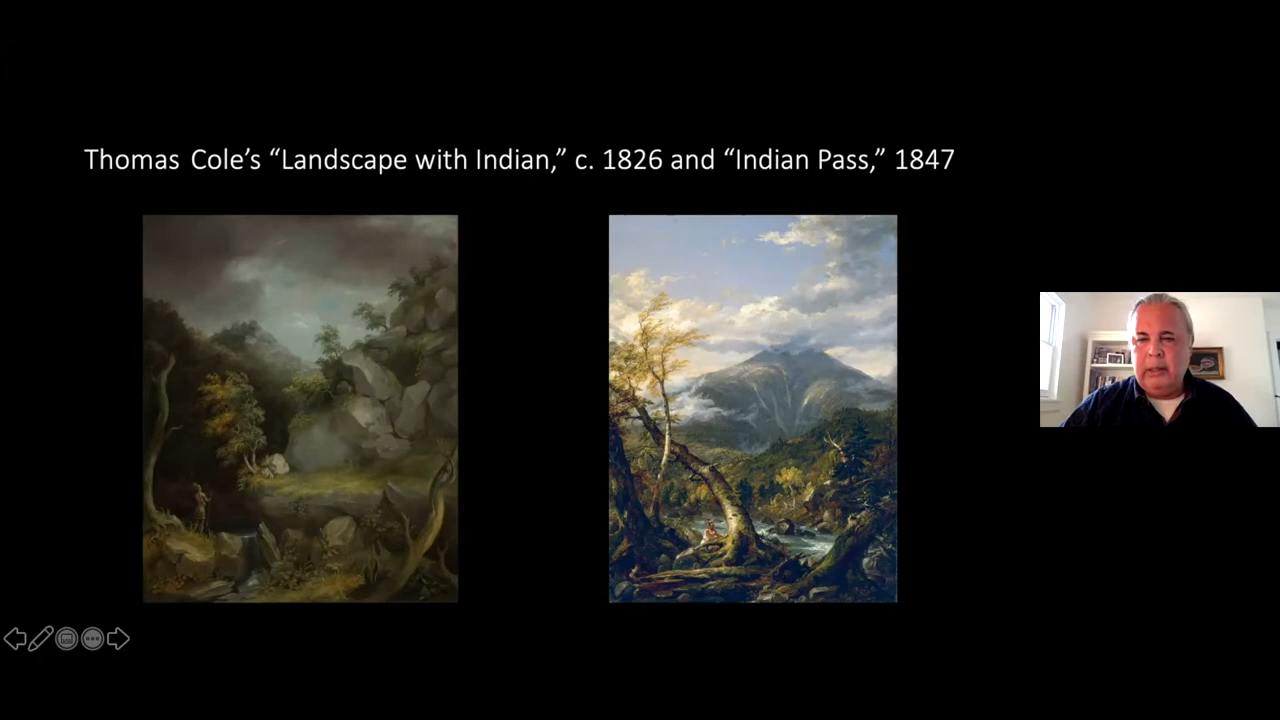 Thomas Cole’s “Landscape with Indian,” c. 1826 and “Indian Pass,” 1847